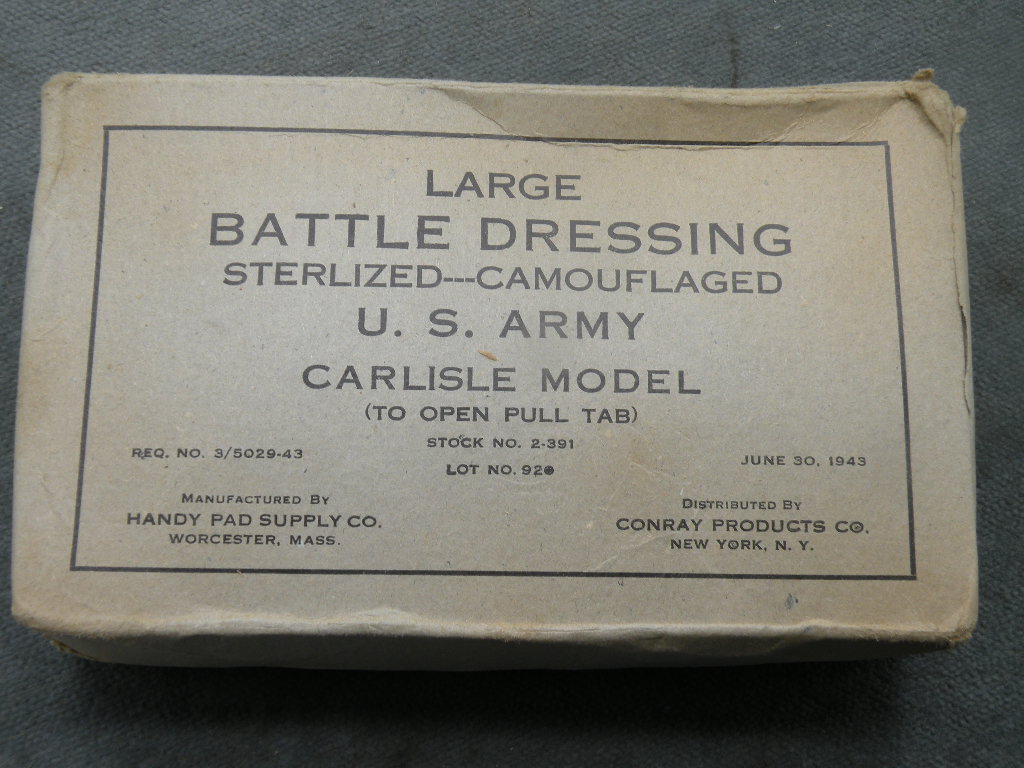 LARGE
BATTLE DRESSING
STERLIZED---CAMOUFLAGED
U. S. ARMY
CARLISLE MODEL
(TO OPEN PULL TAB)
STOCK NO. 2-391
REQ. NO. 3/5029-43
LOT NO.
JUNE 30, 1943
MANUFACTURED BY
HANDY PAD SUPPLY CO.
WORCESTER, MASS.
DISTRIBUTED BY
CONRAY PRODUCTS CO.
NEW YORK, N. Y.